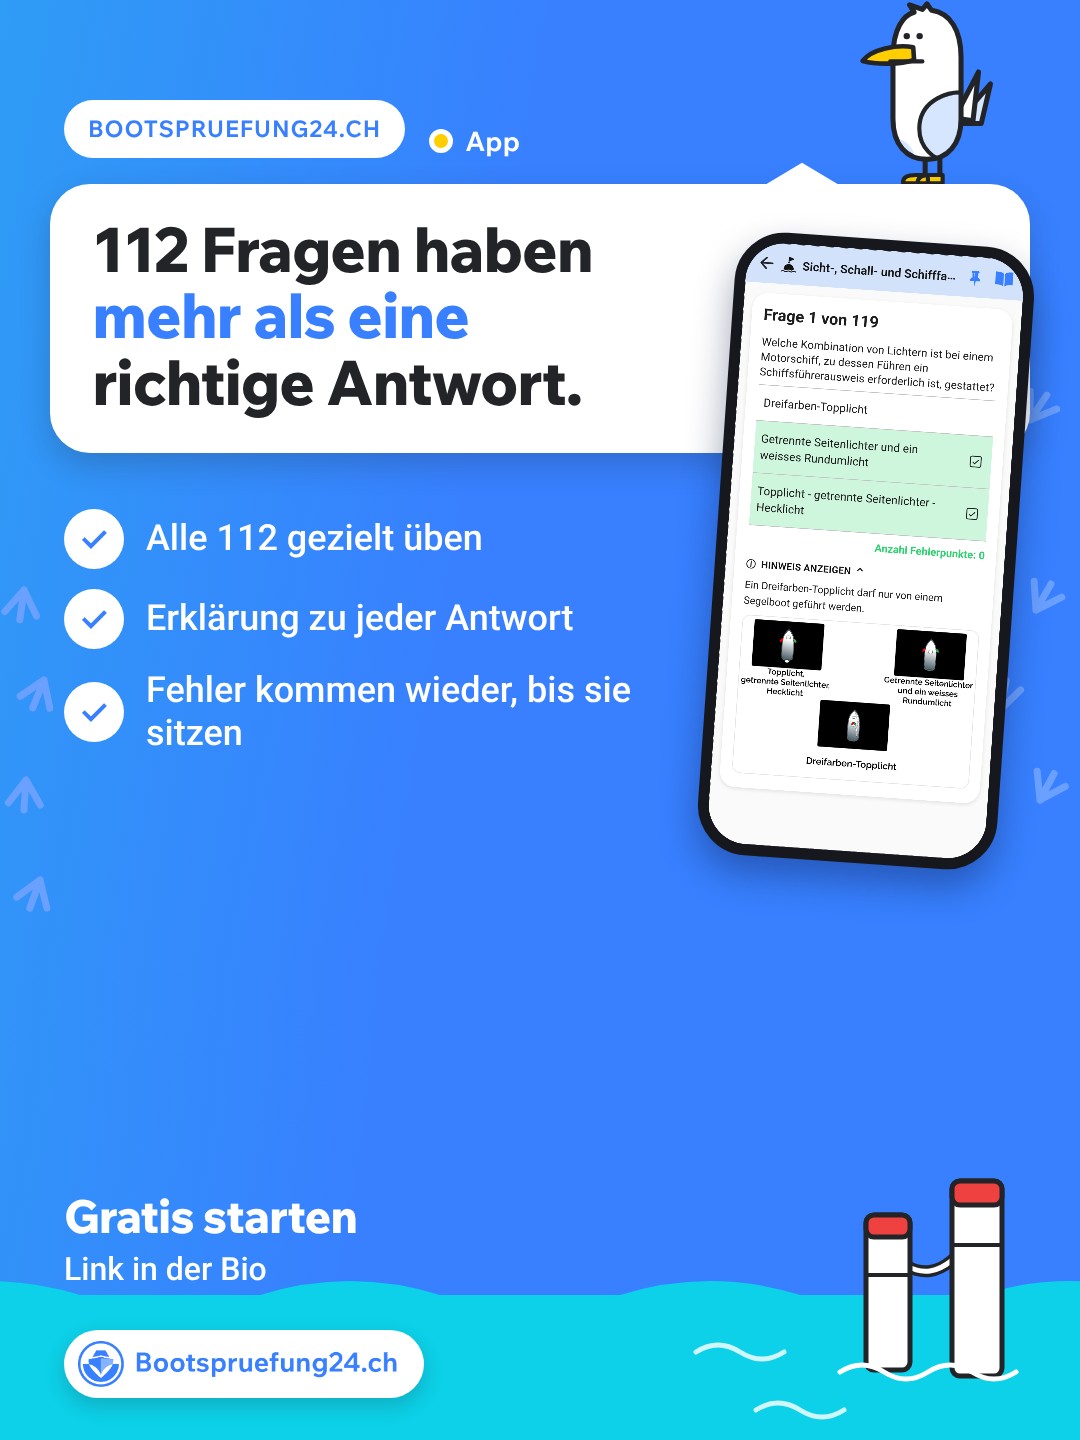 BOOTSPRUEFUNG24.CH
App
112 Fragen haben
mehr als eine
richtige Antwort.
Alle 112 gezielt üben
Erklärung zu jeder Antwort
Fehler kommen wieder, bis sie
sitzen
Sicht-, Schall- und Schifffa...
Frage 1 von 119
Welche Kombination von Lichtern ist bei einem
Motorschiff, zu dessen Führen ein
Schiffsführerausweis erforderlich ist, gestattet?
Dreifarben-Topplicht
Getrennte Seitenlichter und ein
weisses Rundumlicht
Topplicht - getrennte Seitenlichter -
Hecklicht
Anzahl Fehlerpunkte: 0
HINWEIS ANZEIGEN
Ein Dreifarben-Topplicht darf nur von einem
Segelboot geführt werden.
Topplicht,
getrennte Seitenlichter,
Hecklicht
Getrennte Seitenlichter
und ein weisses
Rundumlicht
Dreifarben-Topplicht
Gratis starten
Link in der Bio
Bootspruefung24.ch